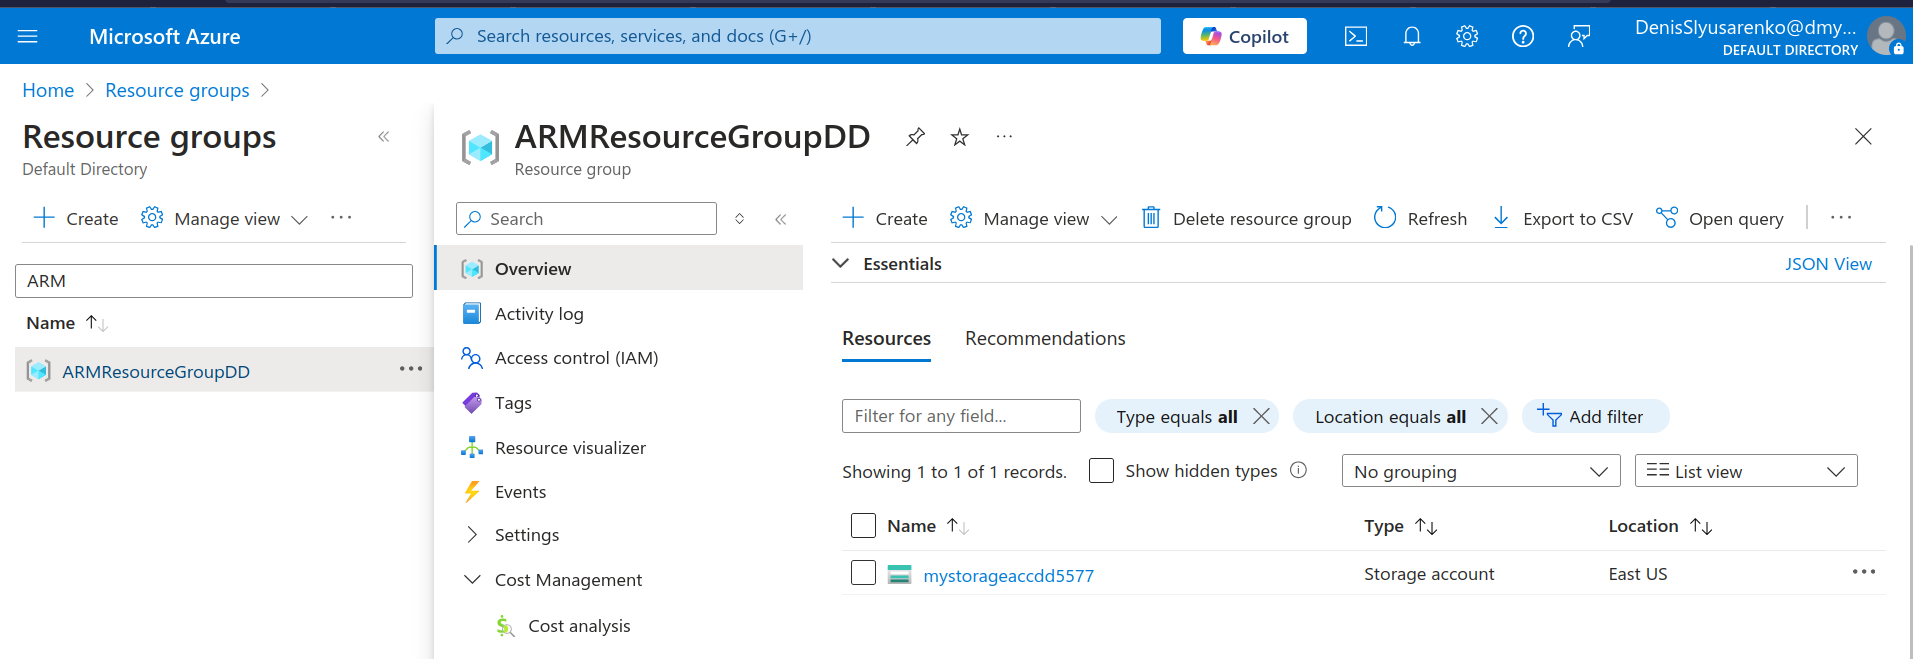 Microsoft Azure
Search resources, services, and docs (G+/)
Copilot
DenisSlyusarenko@dmy...
DEFAULT DIRECTORY
Home > Resource groups >
Resource groups
Default Directory
Create
Manage view
ARM
Name
ARMResourceGroupDD
ARMResourceGroupDD
Resource group
Search
Overview
Activity log
Access control (IAM)
Tags
Resource visualizer
Events
Settings
Cost Management
Cost analysis
Create Manage view Delete resource group Refresh Export to CSV Open query
Essentials
JSON View
Resources Recommendations
Filter for any field... Type equals all Location equals all Add filter
Showing 1 to 1 of 1 records. Show hidden types No grouping List view
Name Type Location
mystorageaccdd5577 Storage account East US